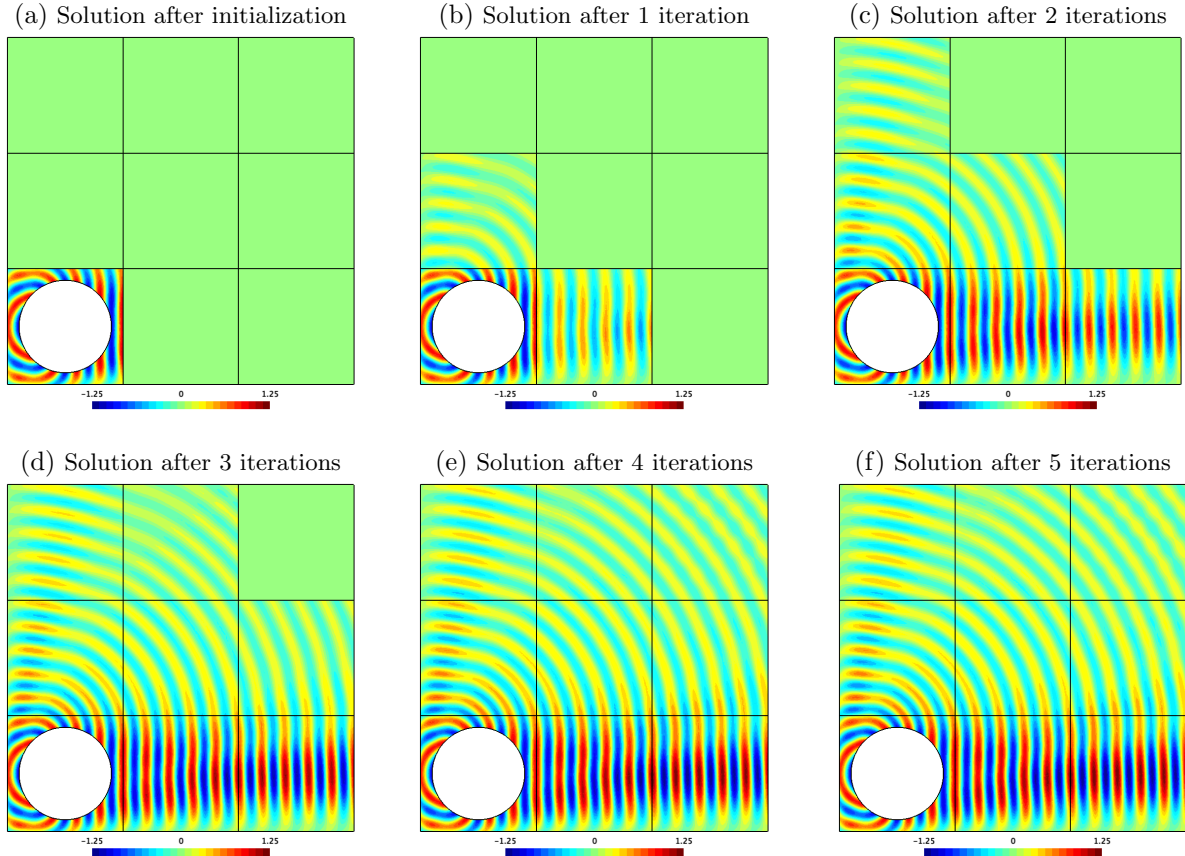 (a) Solution after initialization
(b) Solution after 1 iteration
(c) Solution after 2 iterations
−1.25 0 1.25
−1.25 0 1.25
−1.25 0 1.25
(d) Solution after 3 iterations
(e) Solution after 4 iterations
(f) Solution after 5 iterations
−1.25 0 1.25
−1.25 0 1.25
−1.25 0 1.25